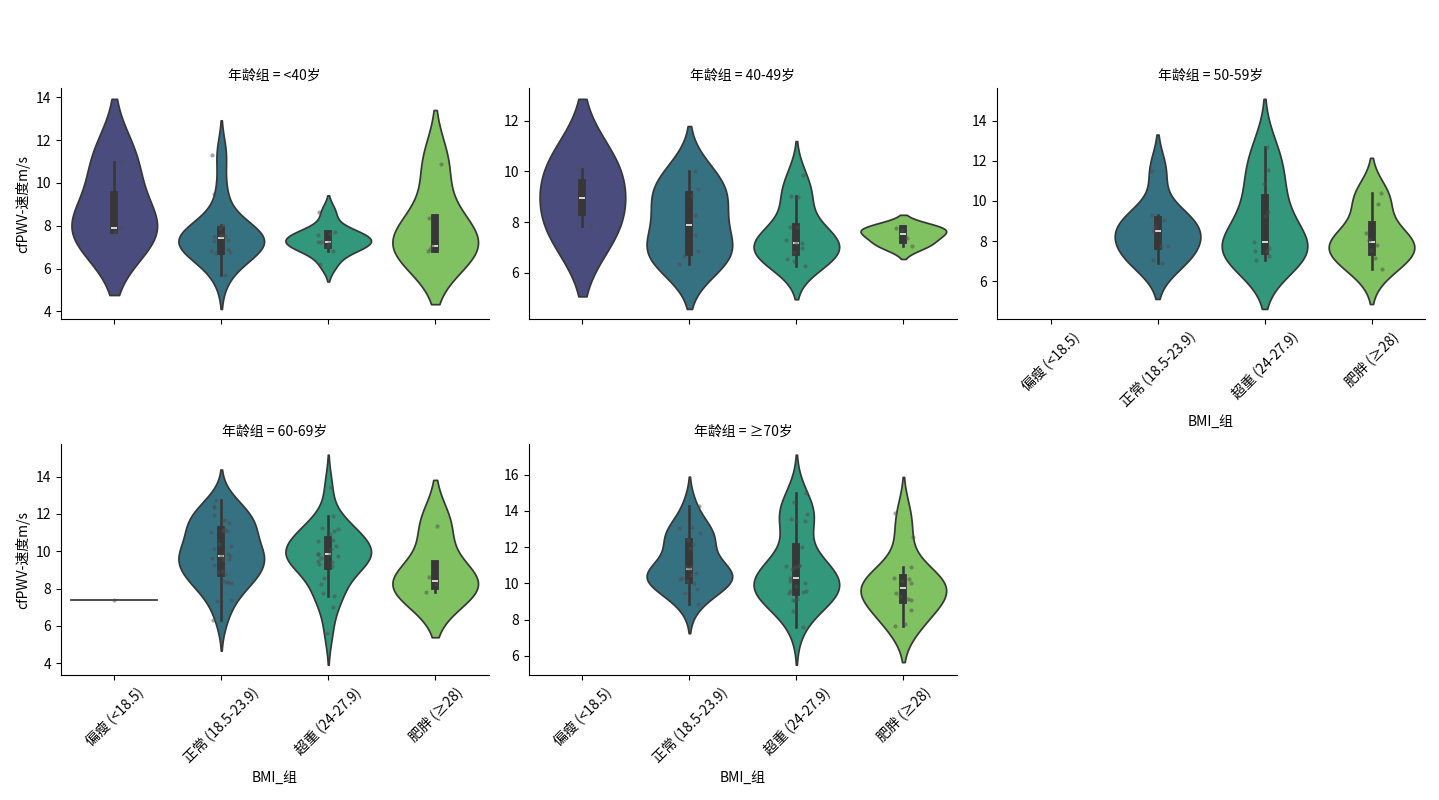 年龄组 = <40岁
年龄组 = 40-49岁
年龄组 = 50-59岁
cfPWV-速度m/s
14
12
10
8
6
4
12
10
8
6
14
12
10
8
6
偏瘦 (<18.5)
正常 (18.5-23.9)
超重 (24-27.9)
肥胖 (≥28)
BMI_组
年龄组 = 60-69岁
年龄组 = ≥70岁
cfPWV-速度m/s
14
12
10
8
6
4
16
14
12
10
8
6
偏瘦 (<18.5)
正常 (18.5-23.9)
超重 (24-27.9)
肥胖 (≥28)
偏瘦 (<18.5)
正常 (18.5-23.9)
超重 (24-27.9)
肥胖 (≥28)
BMI_组
BMI_组